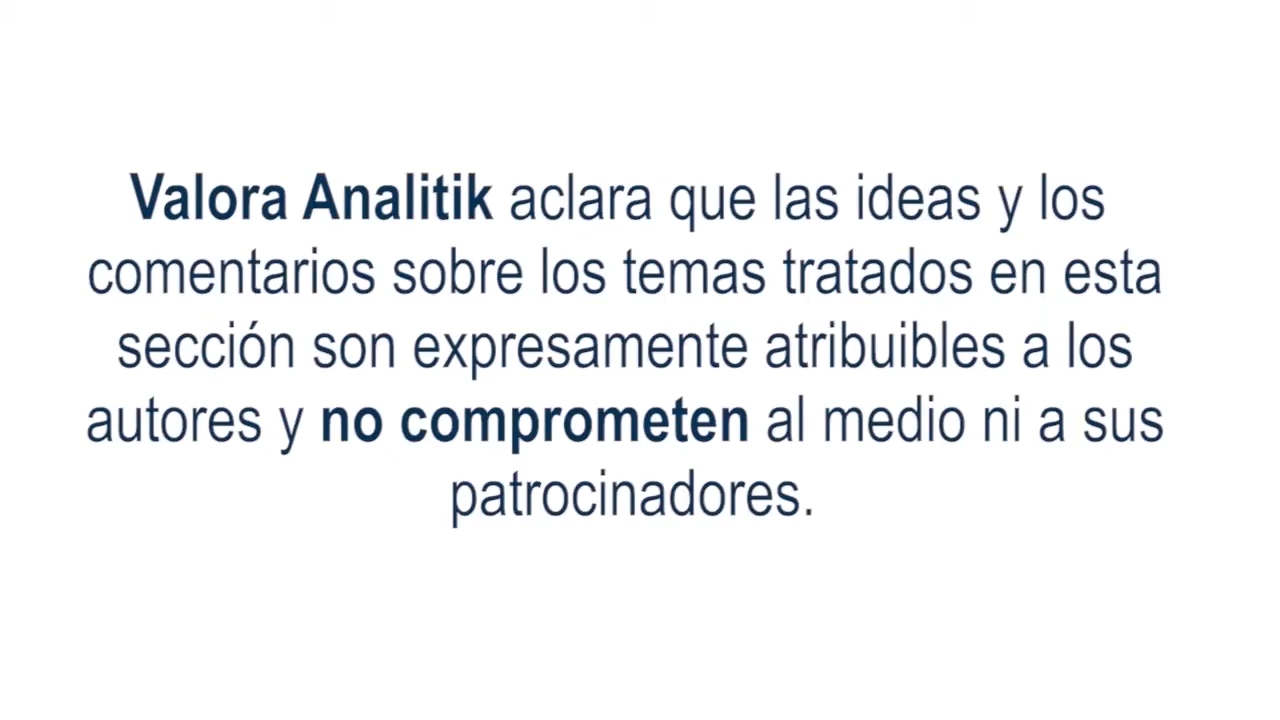 Valora Analitik aclara que las ideas y los
comentarios sobre los temas tratados en esta
sección son expresamente atribuibles a los
autores y no comprometen al medio ni a sus
patrocinadores.